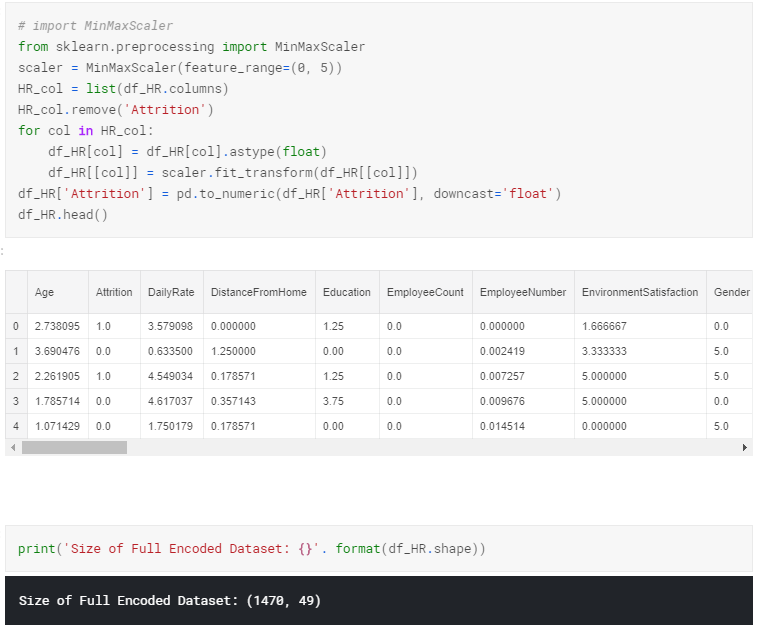 # import MinMaxScaler
from sklearn.preprocessing import MinMaxScaler
scaler = MinMaxScaler(feature_range=(0, 5))
HR_col = list(df_HR.columns)
HR_col.remove('Attrition')
for col in HR_col:
    df_HR[col] = df_HR[col].astype(float)
    df_HR[[col]] = scaler.fit_transform(df_HR[[col]])
df_HR['Attrition'] = pd.to_numeric(df_HR['Attrition'], downcast='float')
df_HR.head()
:
Age Attrition DailyRate DistanceFromHome Education EmployeeCount EmployeeNumber EnvironmentSatisfaction Gender
0 2.738095 1.0 3.579098 0.000000 1.25 0.0 0.000000 1.666667 0.0
1 3.690476 0.0 0.633500 1.250000 0.00 0.0 0.002419 3.333333 5.0
2 2.261905 1.0 4.549034 0.178571 1.25 0.0 0.007257 5.000000 5.0
3 1.785714 0.0 4.617037 0.357143 3.75 0.0 0.009676 5.000000 0.0
4 1.071429 0.0 1.750179 0.178571 0.00 0.0 0.014514 0.000000 5.0
print('Size of Full Encoded Dataset: {}'. format(df_HR.shape))
Size of Full Encoded Dataset: (1470, 49)